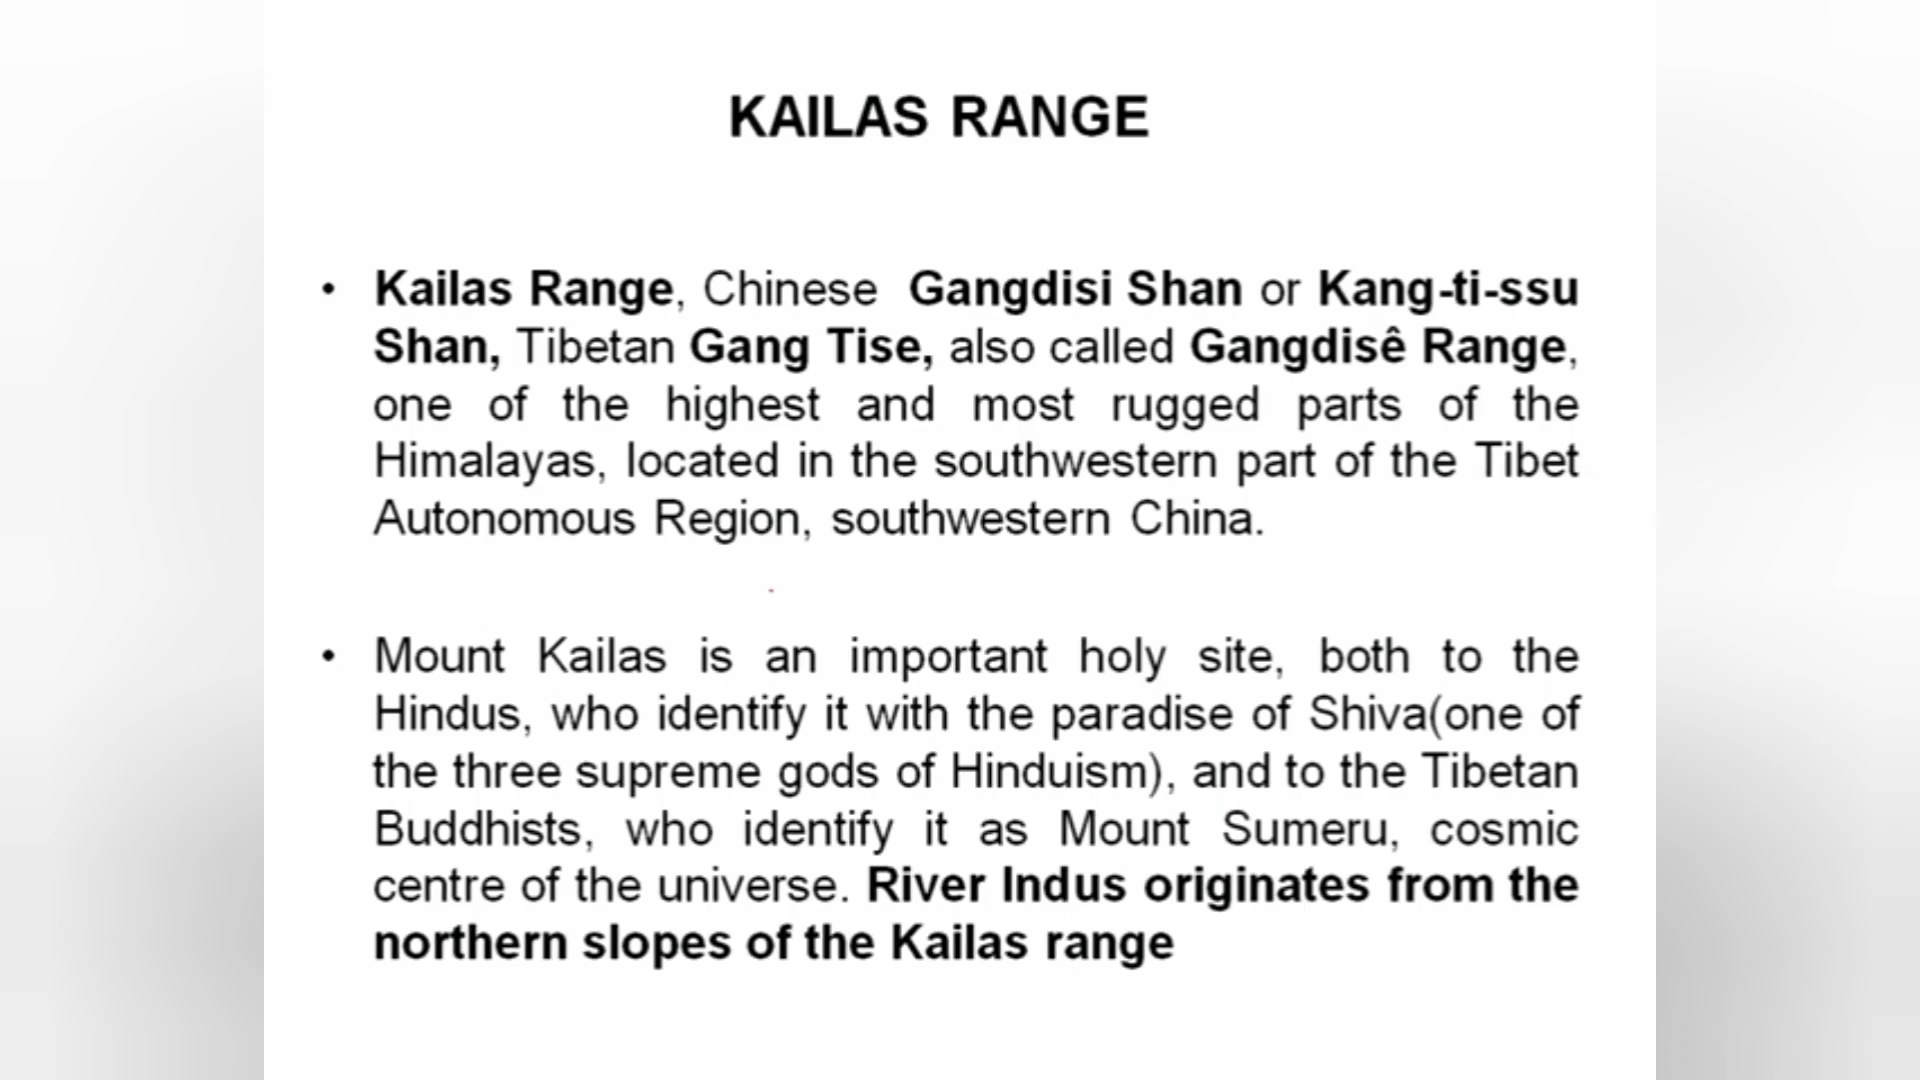 KAILAS RANGE
• Kailas Range, Chinese Gangdisi Shan or Kang-ti-ssu
Shan, Tibetan Gang Tise, also called Gangdisê Range,
one of the highest and most rugged parts of the
Himalayas, located in the southwestern part of the Tibet
Autonomous Region, southwestern China.
• Mount Kailas is an important holy site, both to the
Hindus, who identify it with the paradise of Shiva(one of
the three supreme gods of Hinduism), and to the Tibetan
Buddhists, who identify it as Mount Sumeru, cosmic
centre of the universe. River Indus originates from the
northern slopes of the Kailas range